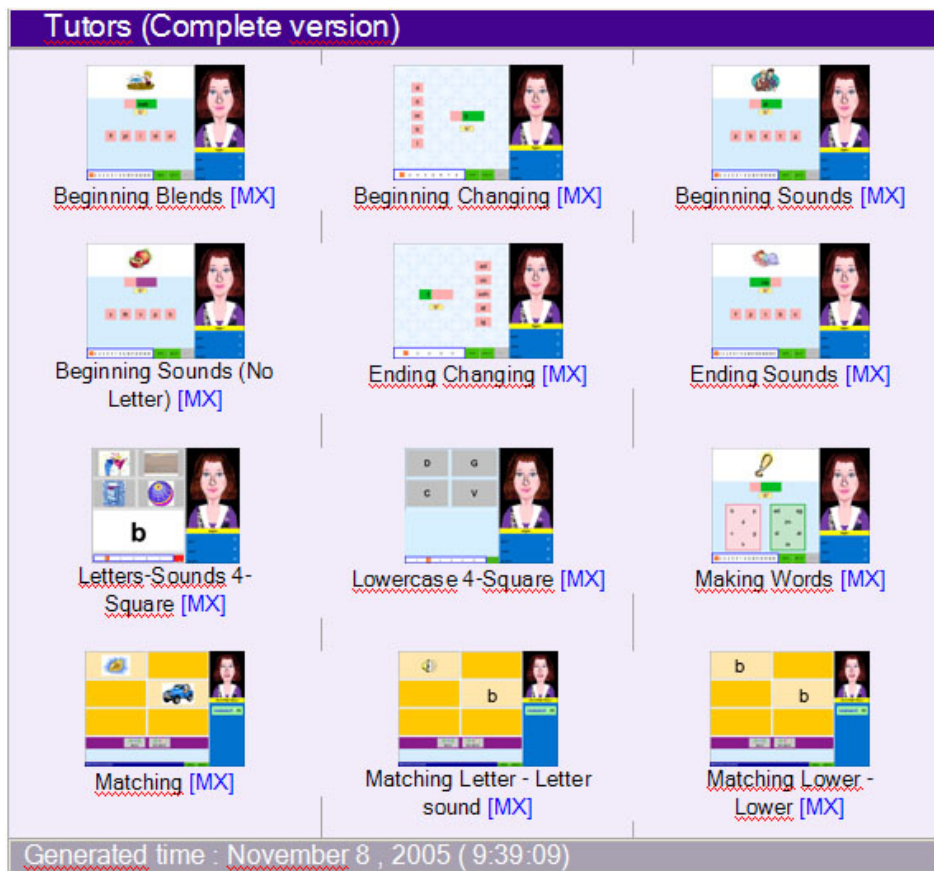 Tutors (Complete version)
Beginning Blends [MX]
Beginning Changing [MX]
Beginning Sounds [MX]
Beginning Sounds (No
Letter) [MX]
Ending Changing [MX]
Ending Sounds [MX]
b
Letters-Sounds 4-
Square [MX]
D G
C V
Lowercase 4-Square [MX]
Making Words [MX]
Matching [MX]
b
Matching Letter - Letter
sound [MX]
b
b
Matching Lower -
Lower [MX]
Generated time : November 8 , 2005 ( 9:39:09)